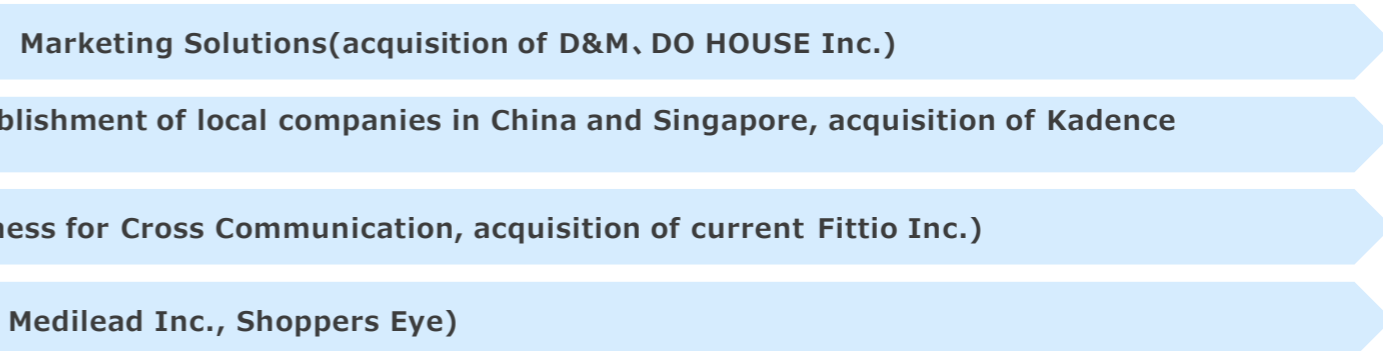 Marketing Solutions(acquisition of D&M、DO HOUSE Inc.)
blishment of local companies in China and Singapore, acquisition of Kadence
ness for Cross Communication, acquisition of current Fittio Inc.)
Medilead Inc., Shoppers Eye)